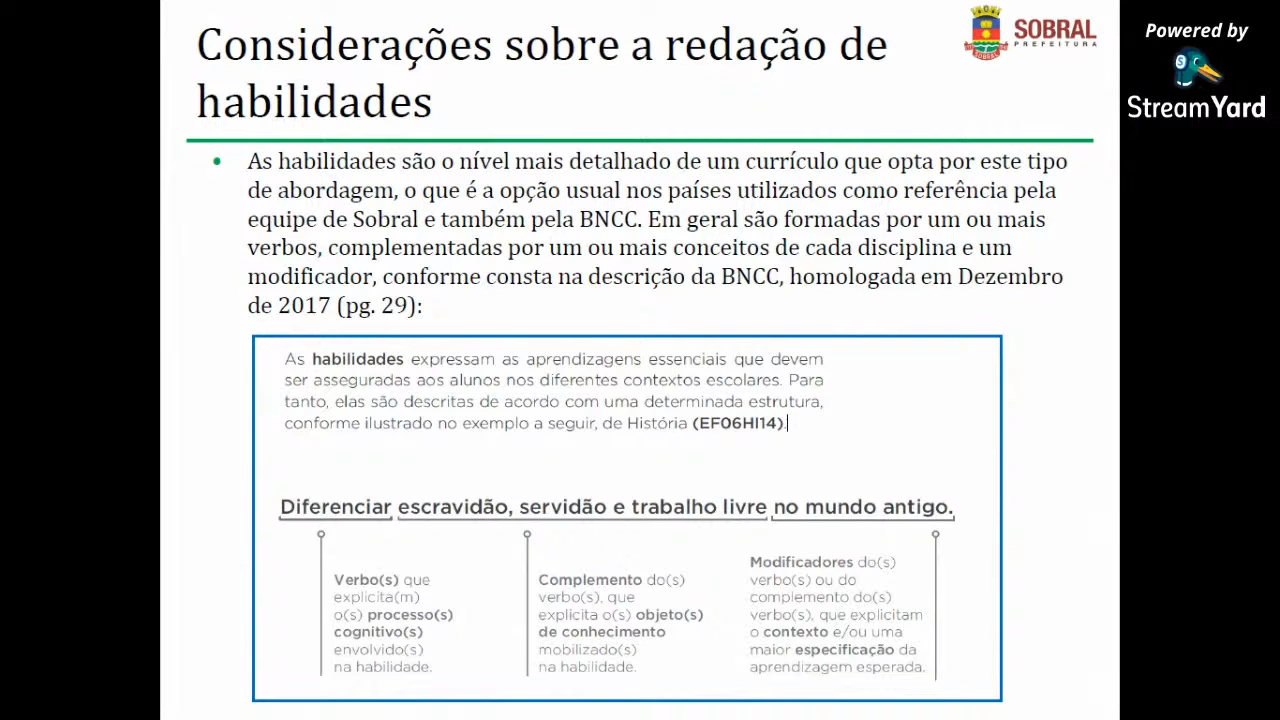 Considerações sobre a redação de
habilidades
SOBRAL
PREFEITURA
Powered by
StreamYard
• As habilidades são o nível mais detalhado de um currículo que opta por este tipo
de abordagem, o que é a opção usual nos países utilizados como referência pela
equipe de Sobral e também pela BNCC. Em geral são formadas por um ou mais
verbos, complementadas por um ou mais conceitos de cada disciplina e um
modificador, conforme consta na descrição da BNCC, homologada em Dezembro
de 2017 (pg. 29):
As habilidades expressam as aprendizagens essenciais que devem
ser asseguradas aos alunos nos diferentes contextos escolares. Para
tanto, elas são descritas de acordo com uma determinada estrutura,
conforme ilustrado no exemplo a seguir, de História (EF06HI14).
Diferenciar escravidão, servidão e trabalho livre no mundo antigo.
Verbo(s) que
explicita(m)
o(s) processo(s)
cognitivo(s)
envolvido(s)
na habilidade.
Complemento do(s)
verbo(s), que
explicita o(s) objeto(s)
de conhecimento
mobilizado(s)
na habilidade.
Modificadores do(s)
verbo(s) ou do
complemento do(s)
verbo(s), que explicitam
o contexto e/ou uma
maior especificação da
aprendizagem esperada.